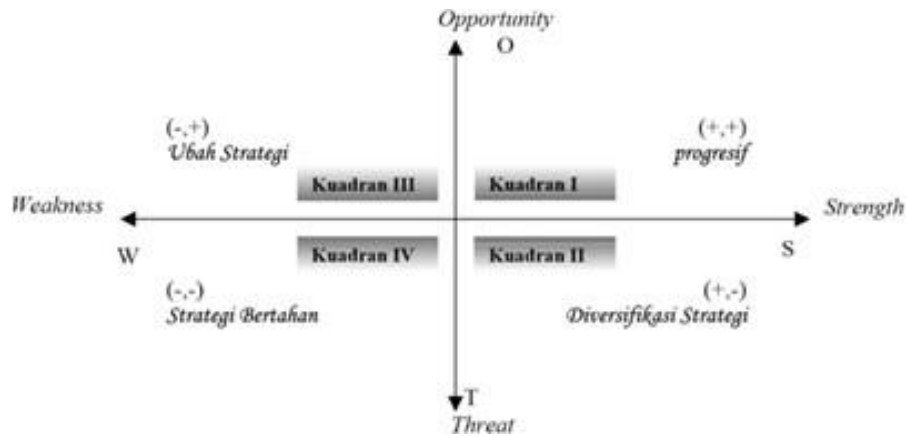 Opportunity
O
(-,+)
Ubah Strategi
(+,+)
progresif
Kuadran III
Kuadran I
Weakness
Strength
W
Kuadran IV
Kuadran II
S
(-,-)
Strategi Bertahan
(+,-)
Diversifikasi Strategi
T
Threat